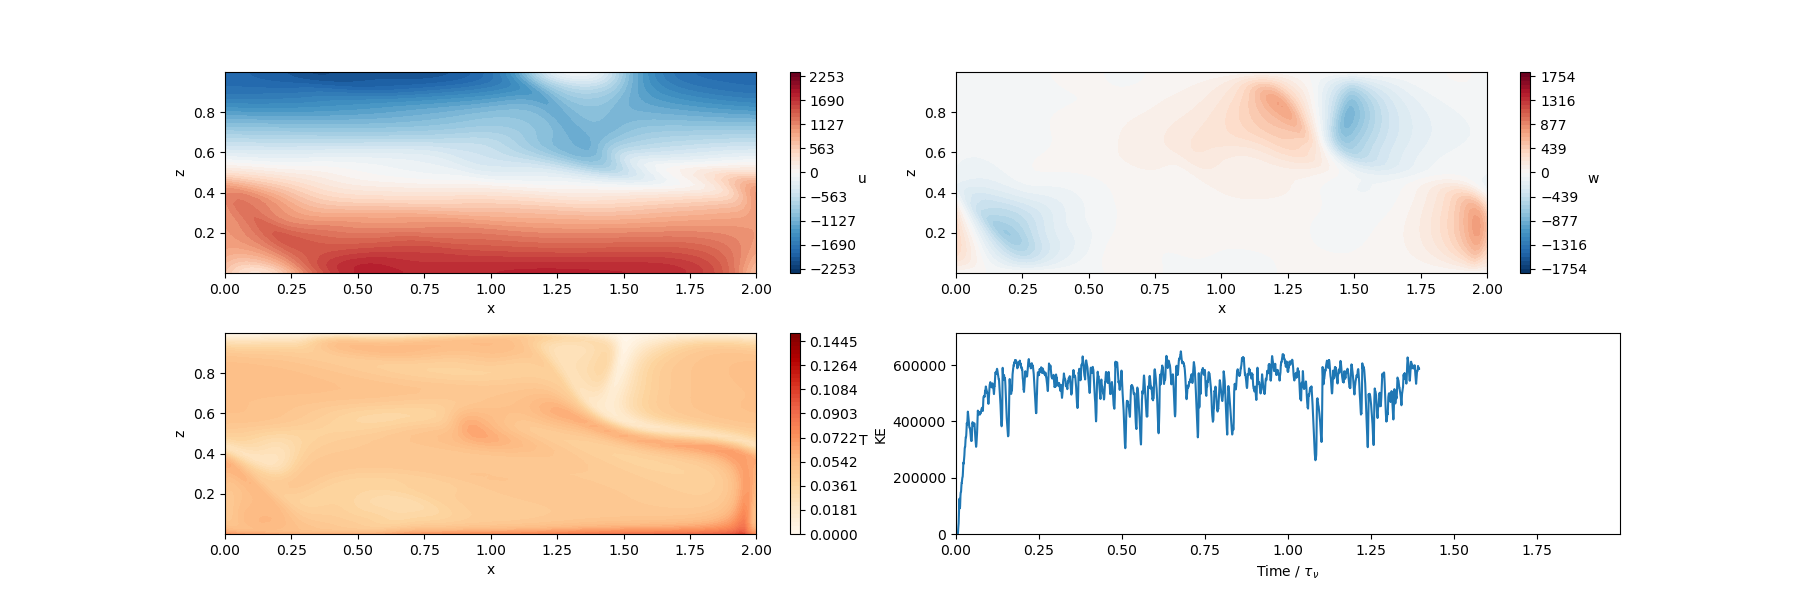 z
0.8
0.6
0.4
0.2
0.00 0.25 0.50 0.75 1.00 1.25 1.50 1.75 2.00
x
2253
1690
1127
563
0
−563
−1127
−1690
−2253
u
z
0.8
0.6
0.4
0.2
0.00 0.25 0.50 0.75 1.00 1.25 1.50 1.75 2.00
x
1754
1316
877
439
0
−439
−877
−1316
−1754
w
z
0.8
0.6
0.4
0.2
0.00 0.25 0.50 0.75 1.00 1.25 1.50 1.75 2.00
x
0.1445
0.1264
0.1084
0.0903
0.0722
0.0542
0.0361
0.0181
0.0000
T
KE
600000
400000
200000
0
0.00 0.25 0.50 0.75 1.00 1.25 1.50 1.75
Time / τν